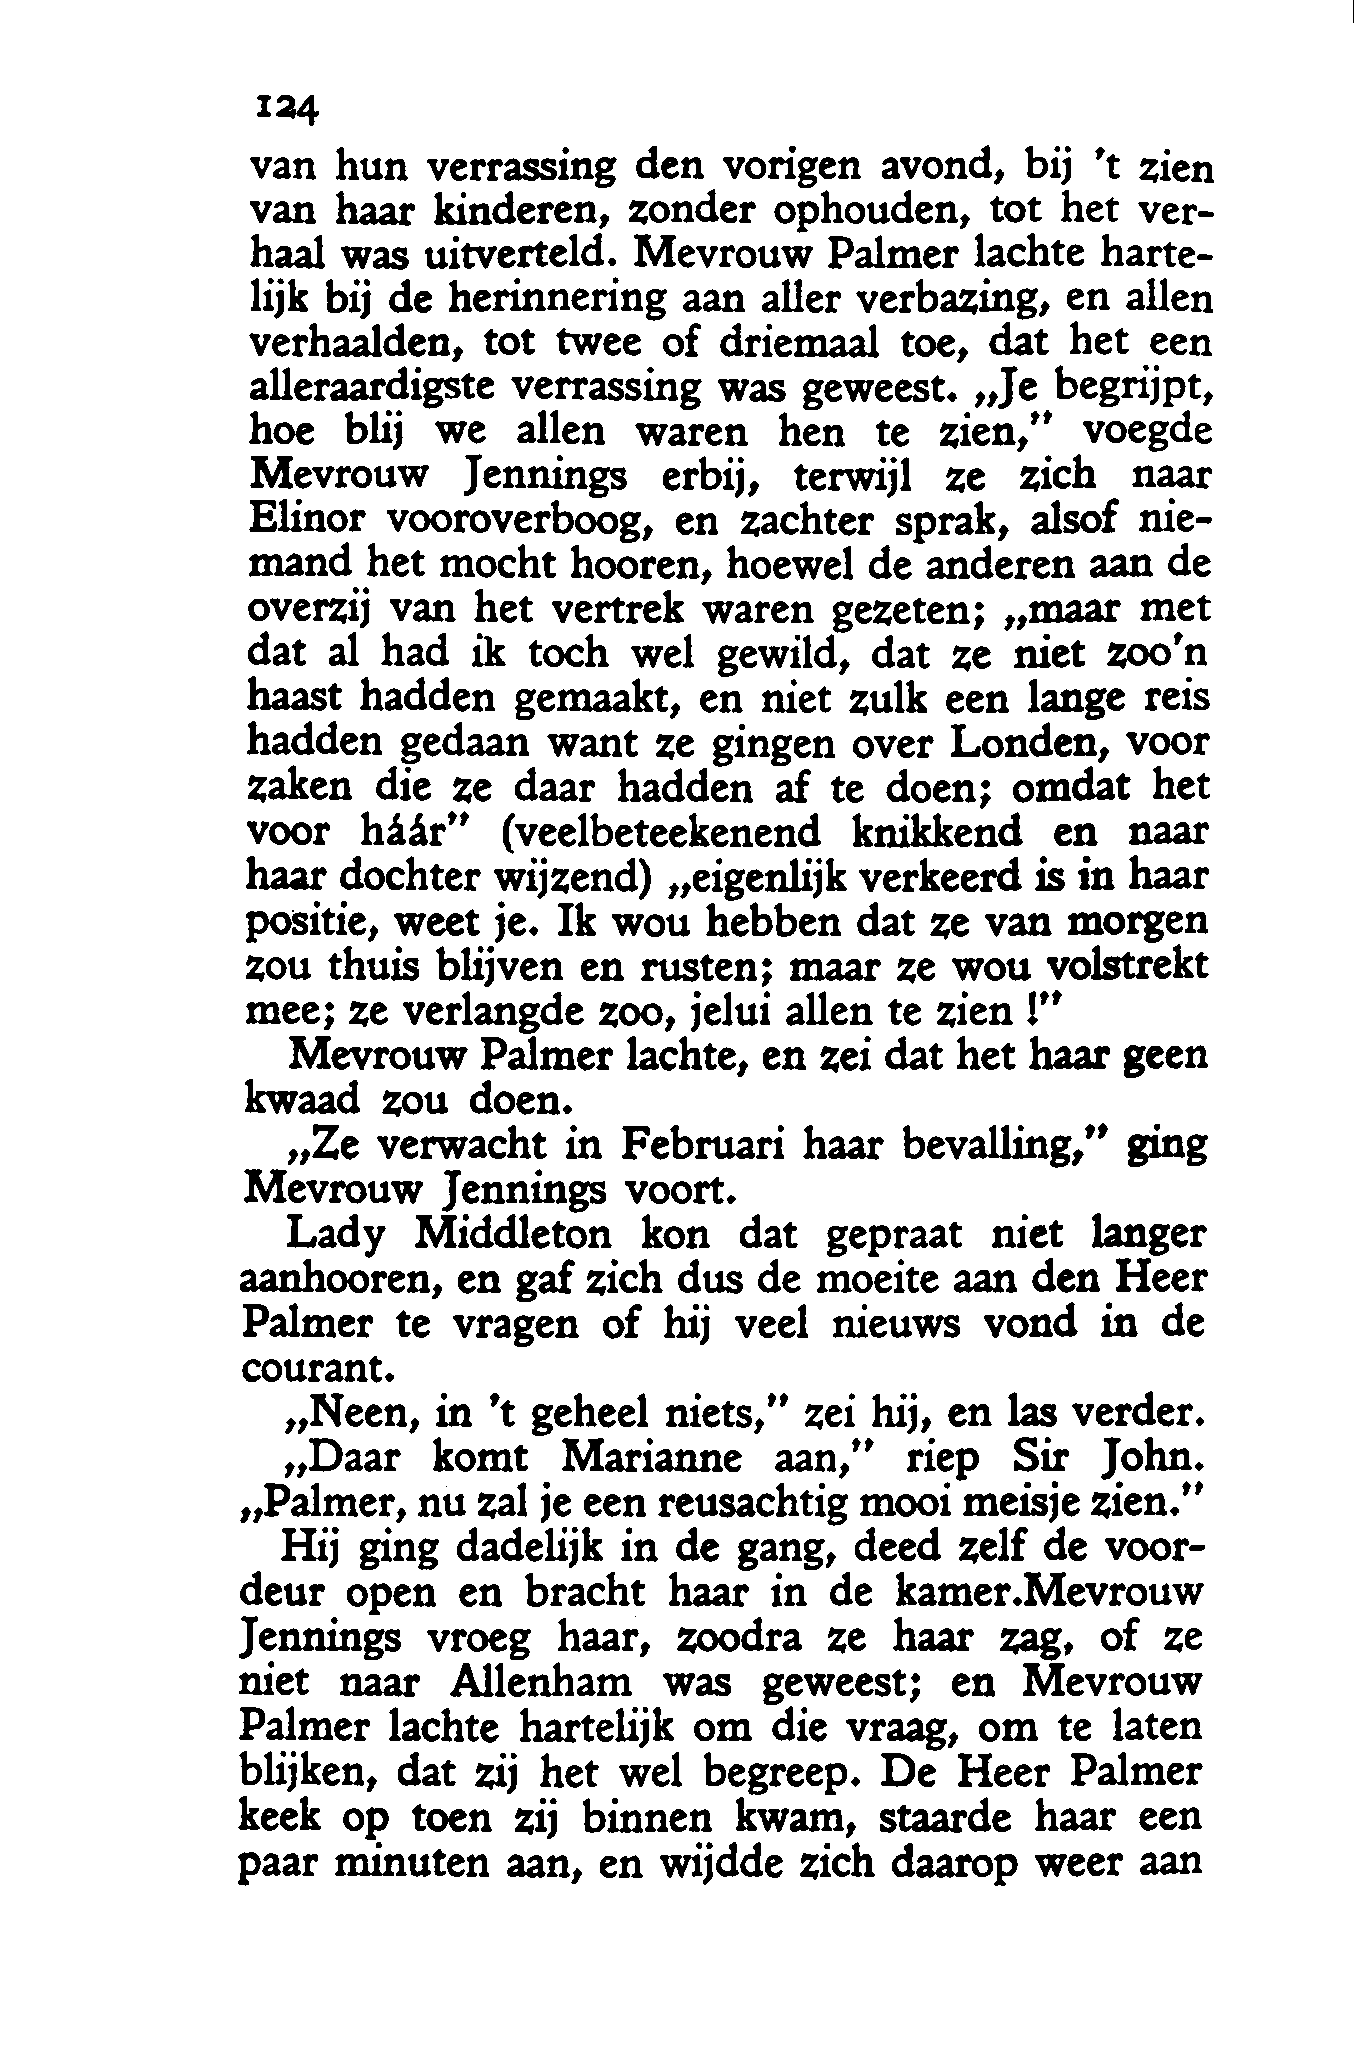 124
van hun verrassing den vorigen avond, bij 't zien
van haar kinderen, zonder ophouden, tot het ver-
haal was uitverteld. Mevrouw Palmer lachte harte-
lijk bij de herinnering aan aller verbazing, en allen
verhaalden, tot twee of driemaal toe, dat het een
alleraardigste verrassing was geweest. „Je begrijpt,
hoe blij we allen waren hen te zien,” voegde
Mevrouw Jennings erbij, terwijl ze zich naar
Elinor vooroverboog, en zachter sprak, alsof nie-
mand het mocht hooren, hoewel de anderen aan de
overzij van het vertrek waren gezeten; „maar met
dat al had ik toch wel gewild, dat ze niet zoo'n
haast hadden gemaakt, en niet zulk een lange reis
hadden gedaan want ze gingen over Londen, voor
zaken die ze daar hadden af te doen; omdat het
voor háár” (veelbeteekenend knikkend en naar
haar dochter wijzend) „eigenlijk verkeerd is in haar
positie, weet je. Ik wou hebben dat ze van morgen
zou thuis blijven en rusten; maar ze wou volstrekt
mee; ze verlangde zoo, jelui allen te zien !”
Mevrouw Palmer lachte, en zei dat het haar geen
kwaad zou doen.
„Ze verwacht in Februari haar bevalling,” ging
Mevrouw Jennings voort.
Lady Middleton kon dat gepraat niet langer
aanhooren, en gaf zich dus de moeite aan den Heer
Palmer te vragen of hij veel nieuws vond in de
courant.
„Neen, in 't geheel niets,” zei hij, en las verder.
„Daar komt Marianne aan,” riep Sir John.
„Palmer, nu zal je een reusachtig mooi meisje zien.”
Hij ging dadelijk in de gang, deed zelf de voor-
deur open en bracht haar in de kamer.Mevrouw
Jennings vroeg haar, zoodra ze haar zag, of ze
niet naar Allenham was geweest; en Mevrouw
Palmer lachte hartelijk om die vraag, om te laten
blijken, dat zij het wel begreep. De Heer Palmer
keek op toen zij binnen kwam, staarde haar een
paar minuten aan, en wijdde zich daarop weer aan